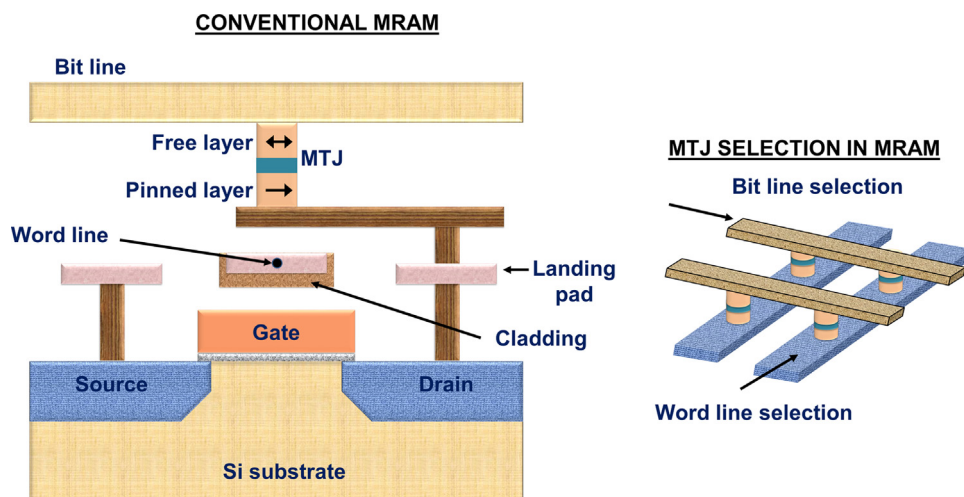 CONVENTIONAL MRAM
Bit line
Free layer
MTJ
Pinned layer
Word line
Landing
pad
Cladding
Gate
Source
Drain
Si substrate
MTJ SELECTION IN MRAM
Bit line selection
Word line selection